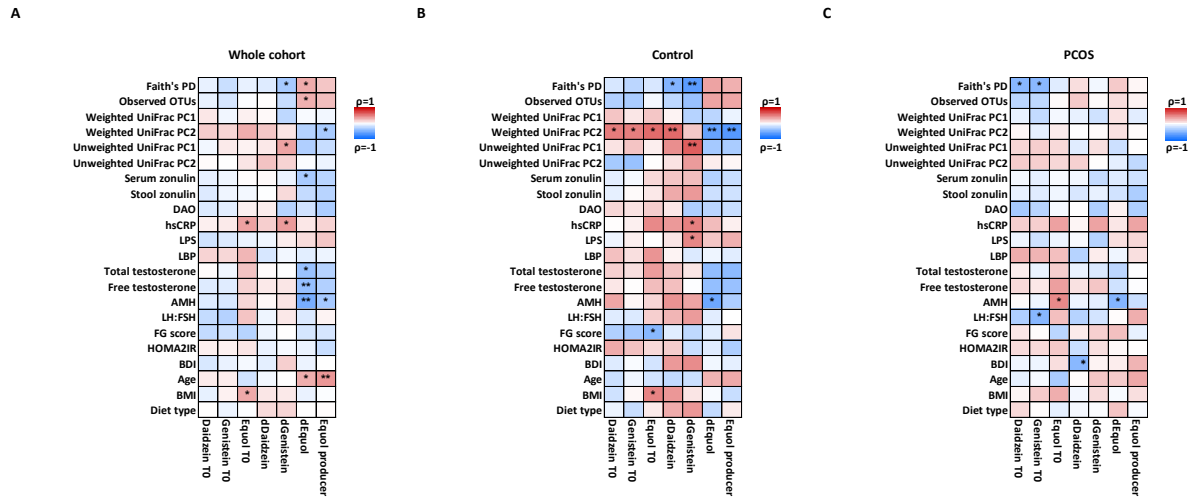 A
B
C
Whole cohort
Faith's PD
Observed OTUs
Weighted UniFrac PC1
Weighted UniFrac PC2
Unweighted UniFrac PC1
Unweighted UniFrac PC2
Serum zonulin
Stool zonulin
DAO
hsCRP
LPS
LBP
Total testosterone
Free testosterone
AMH
LH:FSH
FG score
HOMA2IR
BDI
Age
BMI
Diet type
* *
*
*
*
*
* *
*
**
** *
* **
*
Daidzein T0
Genistein T0
Equol T0
dDaidzein
dGenistein
dEquol
Equol producer
ρ=1
ρ=-1
Control
Faith's PD
Observed OTUs
Weighted UniFrac PC1
Weighted UniFrac PC2
Unweighted UniFrac PC1
Unweighted UniFrac PC2
Serum zonulin
Stool zonulin
DAO
hsCRP
LPS
LBP
Total testosterone
Free testosterone
AMH
LH:FSH
FG score
HOMA2IR
BDI
Age
BMI
Diet type
* **
* * * ** ** **
**
*
*
*
*
*
Daidzein T0
Genistein T0
Equol T0
dDaidzein
dGenistein
dEquol
Equol producer
ρ=1
ρ=-1
PCOS
Faith's PD
Observed OTUs
Weighted UniFrac PC1
Weighted UniFrac PC2
Unweighted UniFrac PC1
Unweighted UniFrac PC2
Serum zonulin
Stool zonulin
DAO
hsCRP
LPS
LBP
Total testosterone
Free testosterone
AMH
LH:FSH
FG score
HOMA2IR
BDI
Age
BMI
Diet type
* *
* *
*
*
Daidzein T0
Genistein T0
Equol T0
dDaidzein
dGenistein
dEquol
Equol producer
ρ=1
ρ=-1